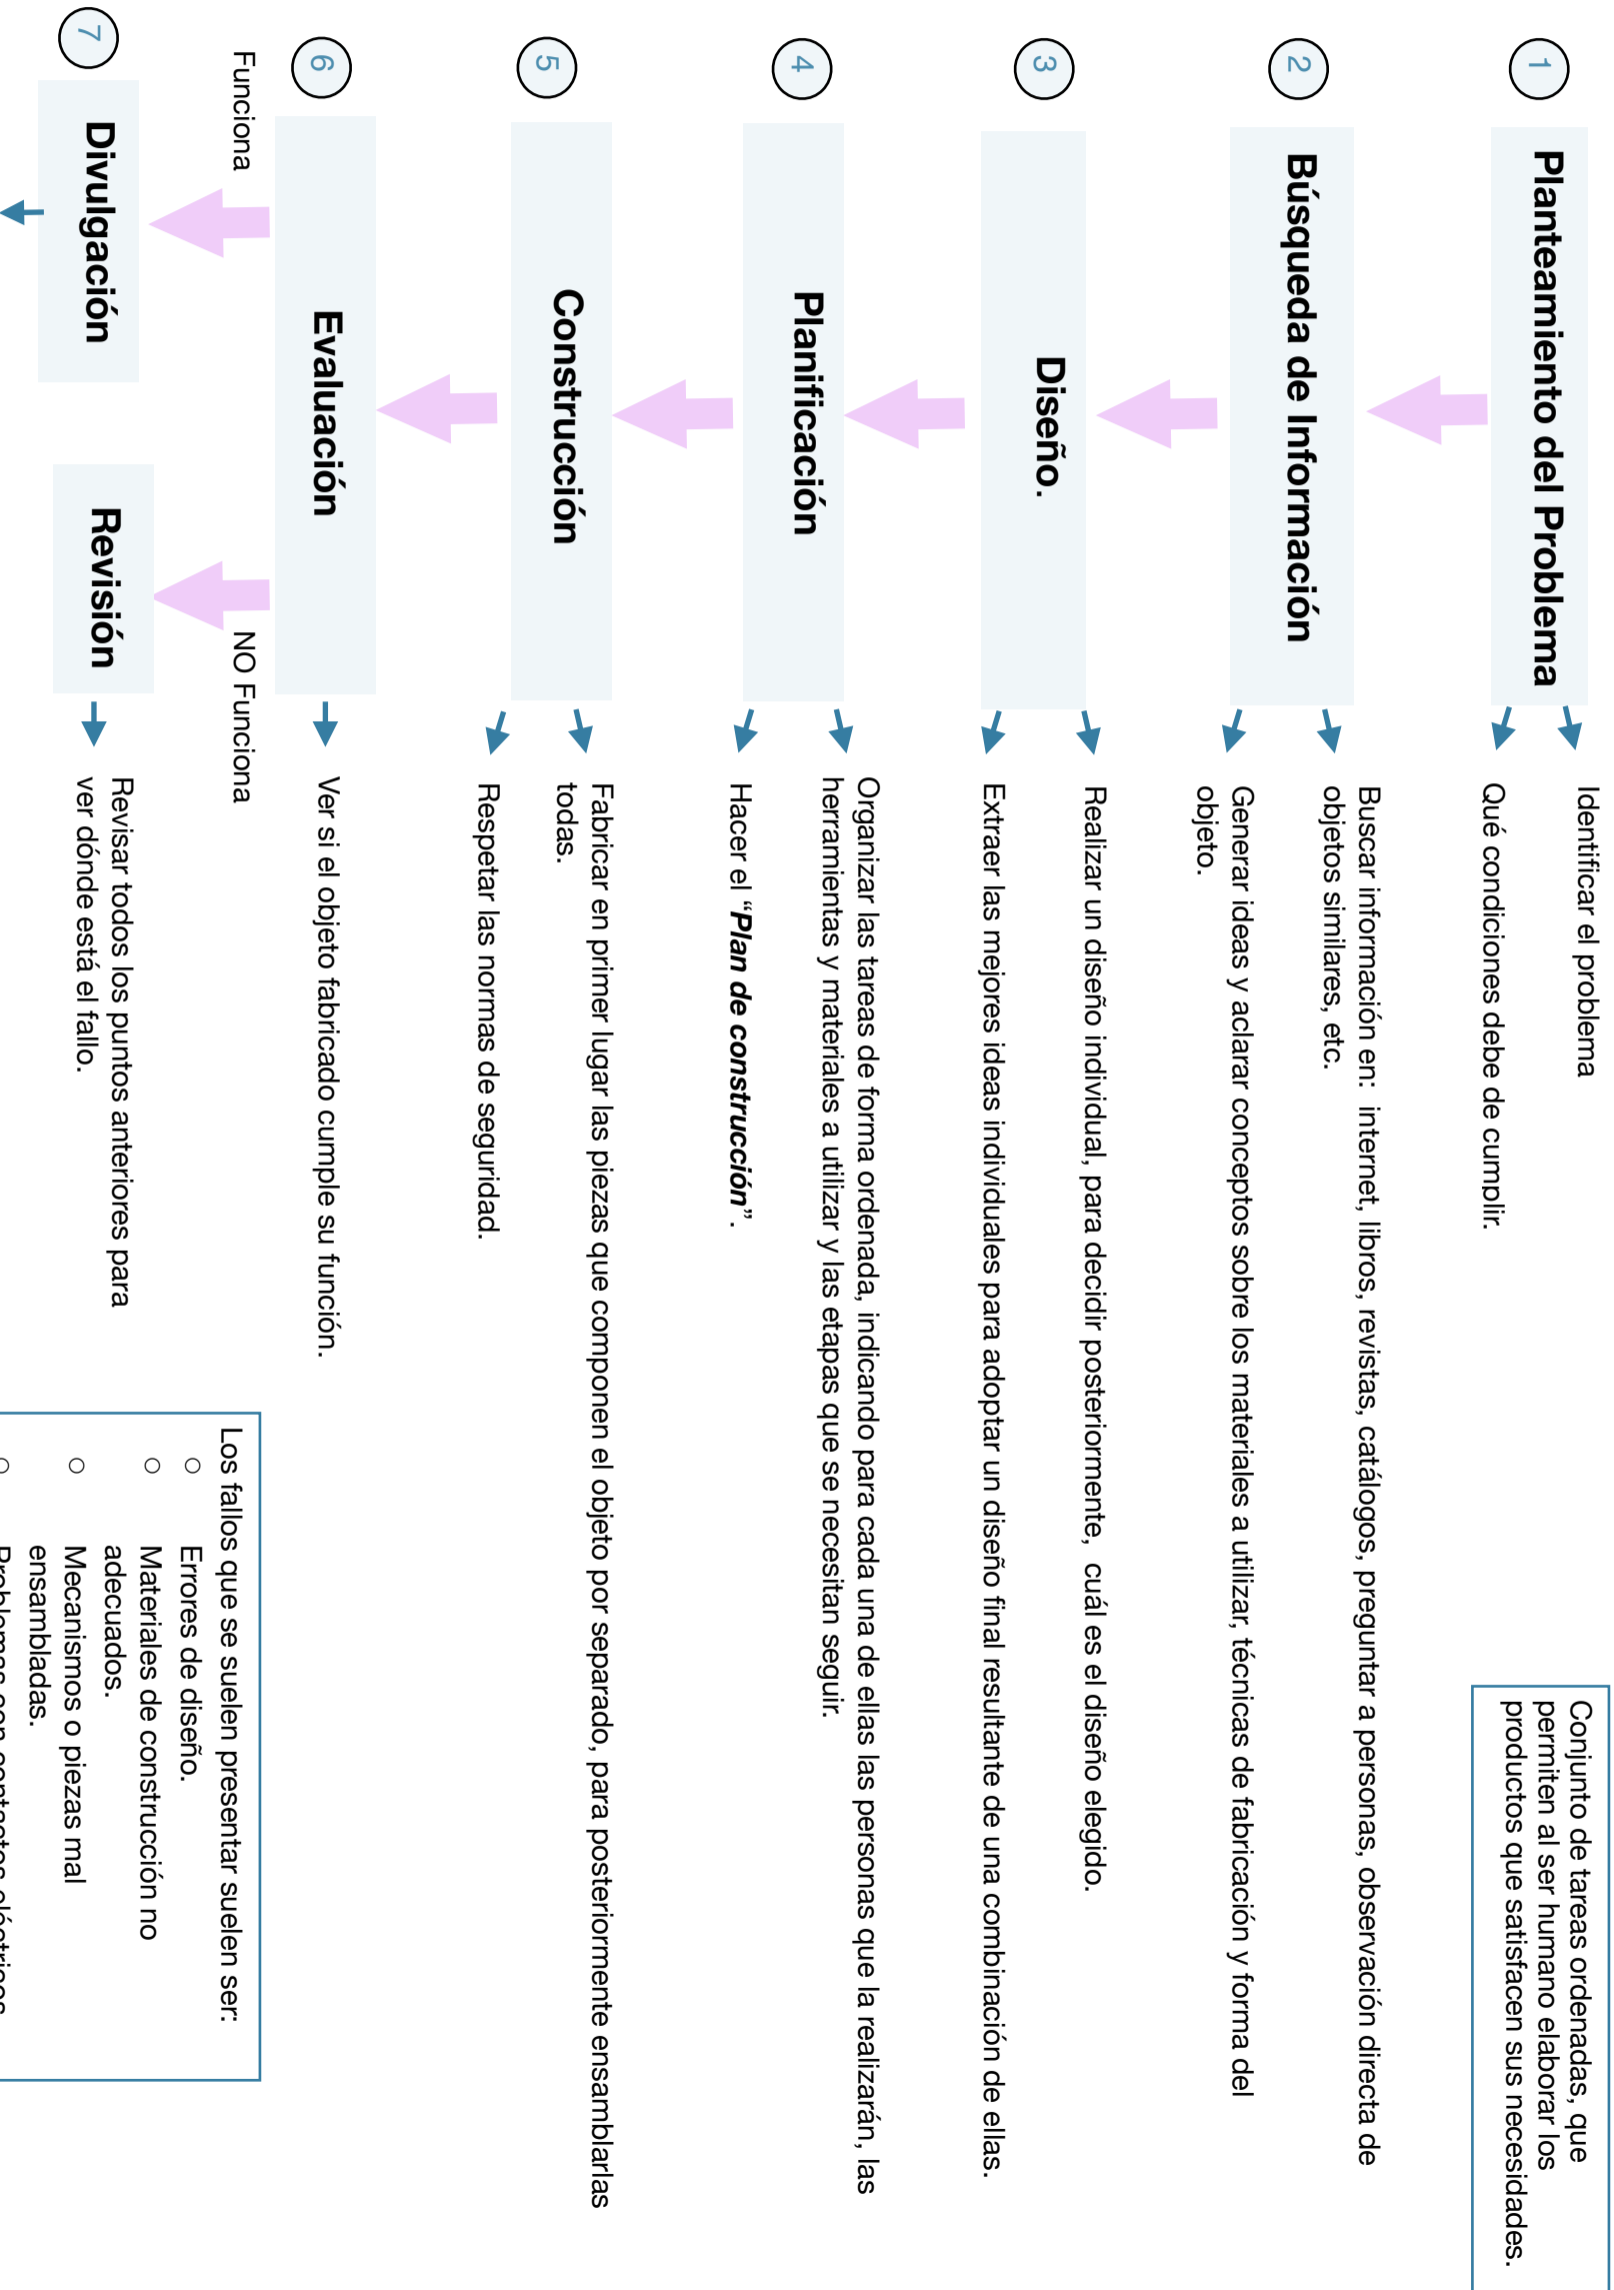 Conjunto de tareas ordenadas, que
permiten al ser humano elaborar los
productos que satisfacen sus necesidades.
1
Planteamiento del Problema
Identificar el problema
Qué condiciones debe de cumplir.
2
Búsqueda de Información
Buscar información en: internet, libros, revistas, catálogos, preguntar a personas, observación directa de
objetos similares, etc.
Generar ideas y aclarar conceptos sobre los materiales a utilizar, técnicas de fabricación y forma del
objeto.
3
Diseño.
Realizar un diseño individual, para decidir posteriormente, cuál es el diseño elegido.
Extraer las mejores ideas individuales para adoptar un diseño final resultante de una combinación de ellas.
4
Planificación
Organizar las tareas de forma ordenada, indicando para cada una de ellas las personas que la realizarán, las
herramientas y materiales a utilizar y las etapas que se necesitan seguir.
Hacer el “Plan de construcción”.
5
Construcción
Fabricar en primer lugar las piezas que componen el objeto por separado, para posteriormente ensamblarlas
todas.
Respetar las normas de seguridad.
6
Evaluación
Ver si el objeto fabricado cumple su función.
Funciona
NO Funciona
7
Divulgación
Revisión
Revisar todos los puntos anteriores para
ver dónde está el fallo.
Los fallos que se suelen presentar suelen ser:
○ Errores de diseño.
○ Materiales de construcción no
adecuados.
○ Mecanismos o piezas mal
ensambladas.
○ Problemas con contactos eléctricos